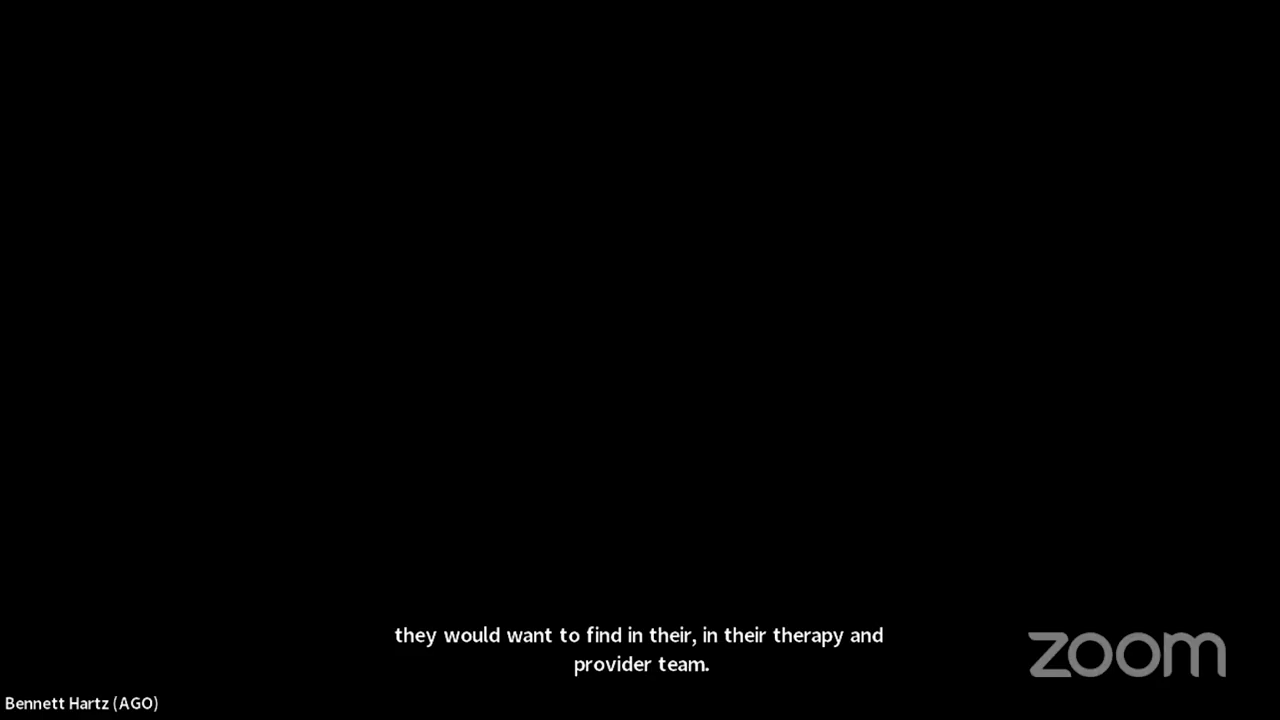 they would want to find in their, in their therapy and
provider team.
zoom
Bennett Hartz (AGO)